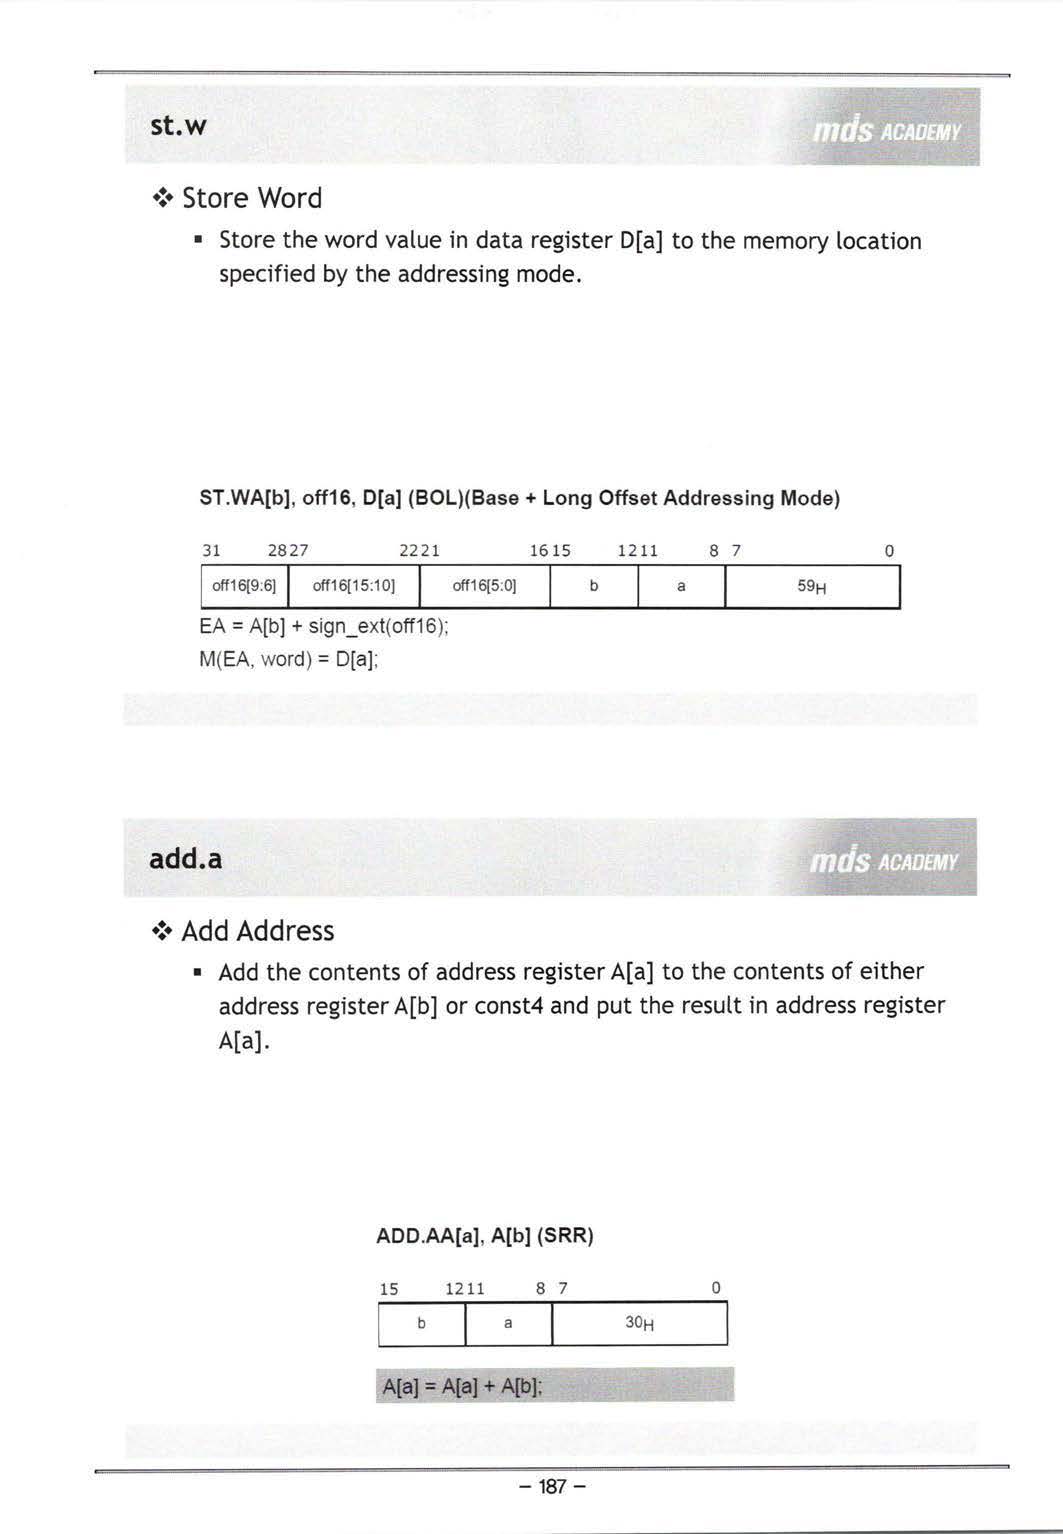 st.w
mds ACADEMY
❖ Store Word
▪ Store the word value in data register D[a] to the memory location
specified by the addressing mode.
ST.WA[b], off16, D[a] (BOL)(Base + Long Offset Addressing Mode)
31 2827 2221 1615 1211 8 7 0
off16[9:6] off16[15:10] off16[5:0] b a 59H
EA = A[b] + sign_ext(off16);
M(EA, word) = D[a];
add.a
mds ACADEMY
❖ Add Address
▪ Add the contents of address register A[a] to the contents of either
address register A[b] or const4 and put the result in address register
A[a].
ADD.AA[a], A[b] (SRR)
15 1211 8 7 0
b a 30H
A[a] = A[a] + A[b];
– 187 –